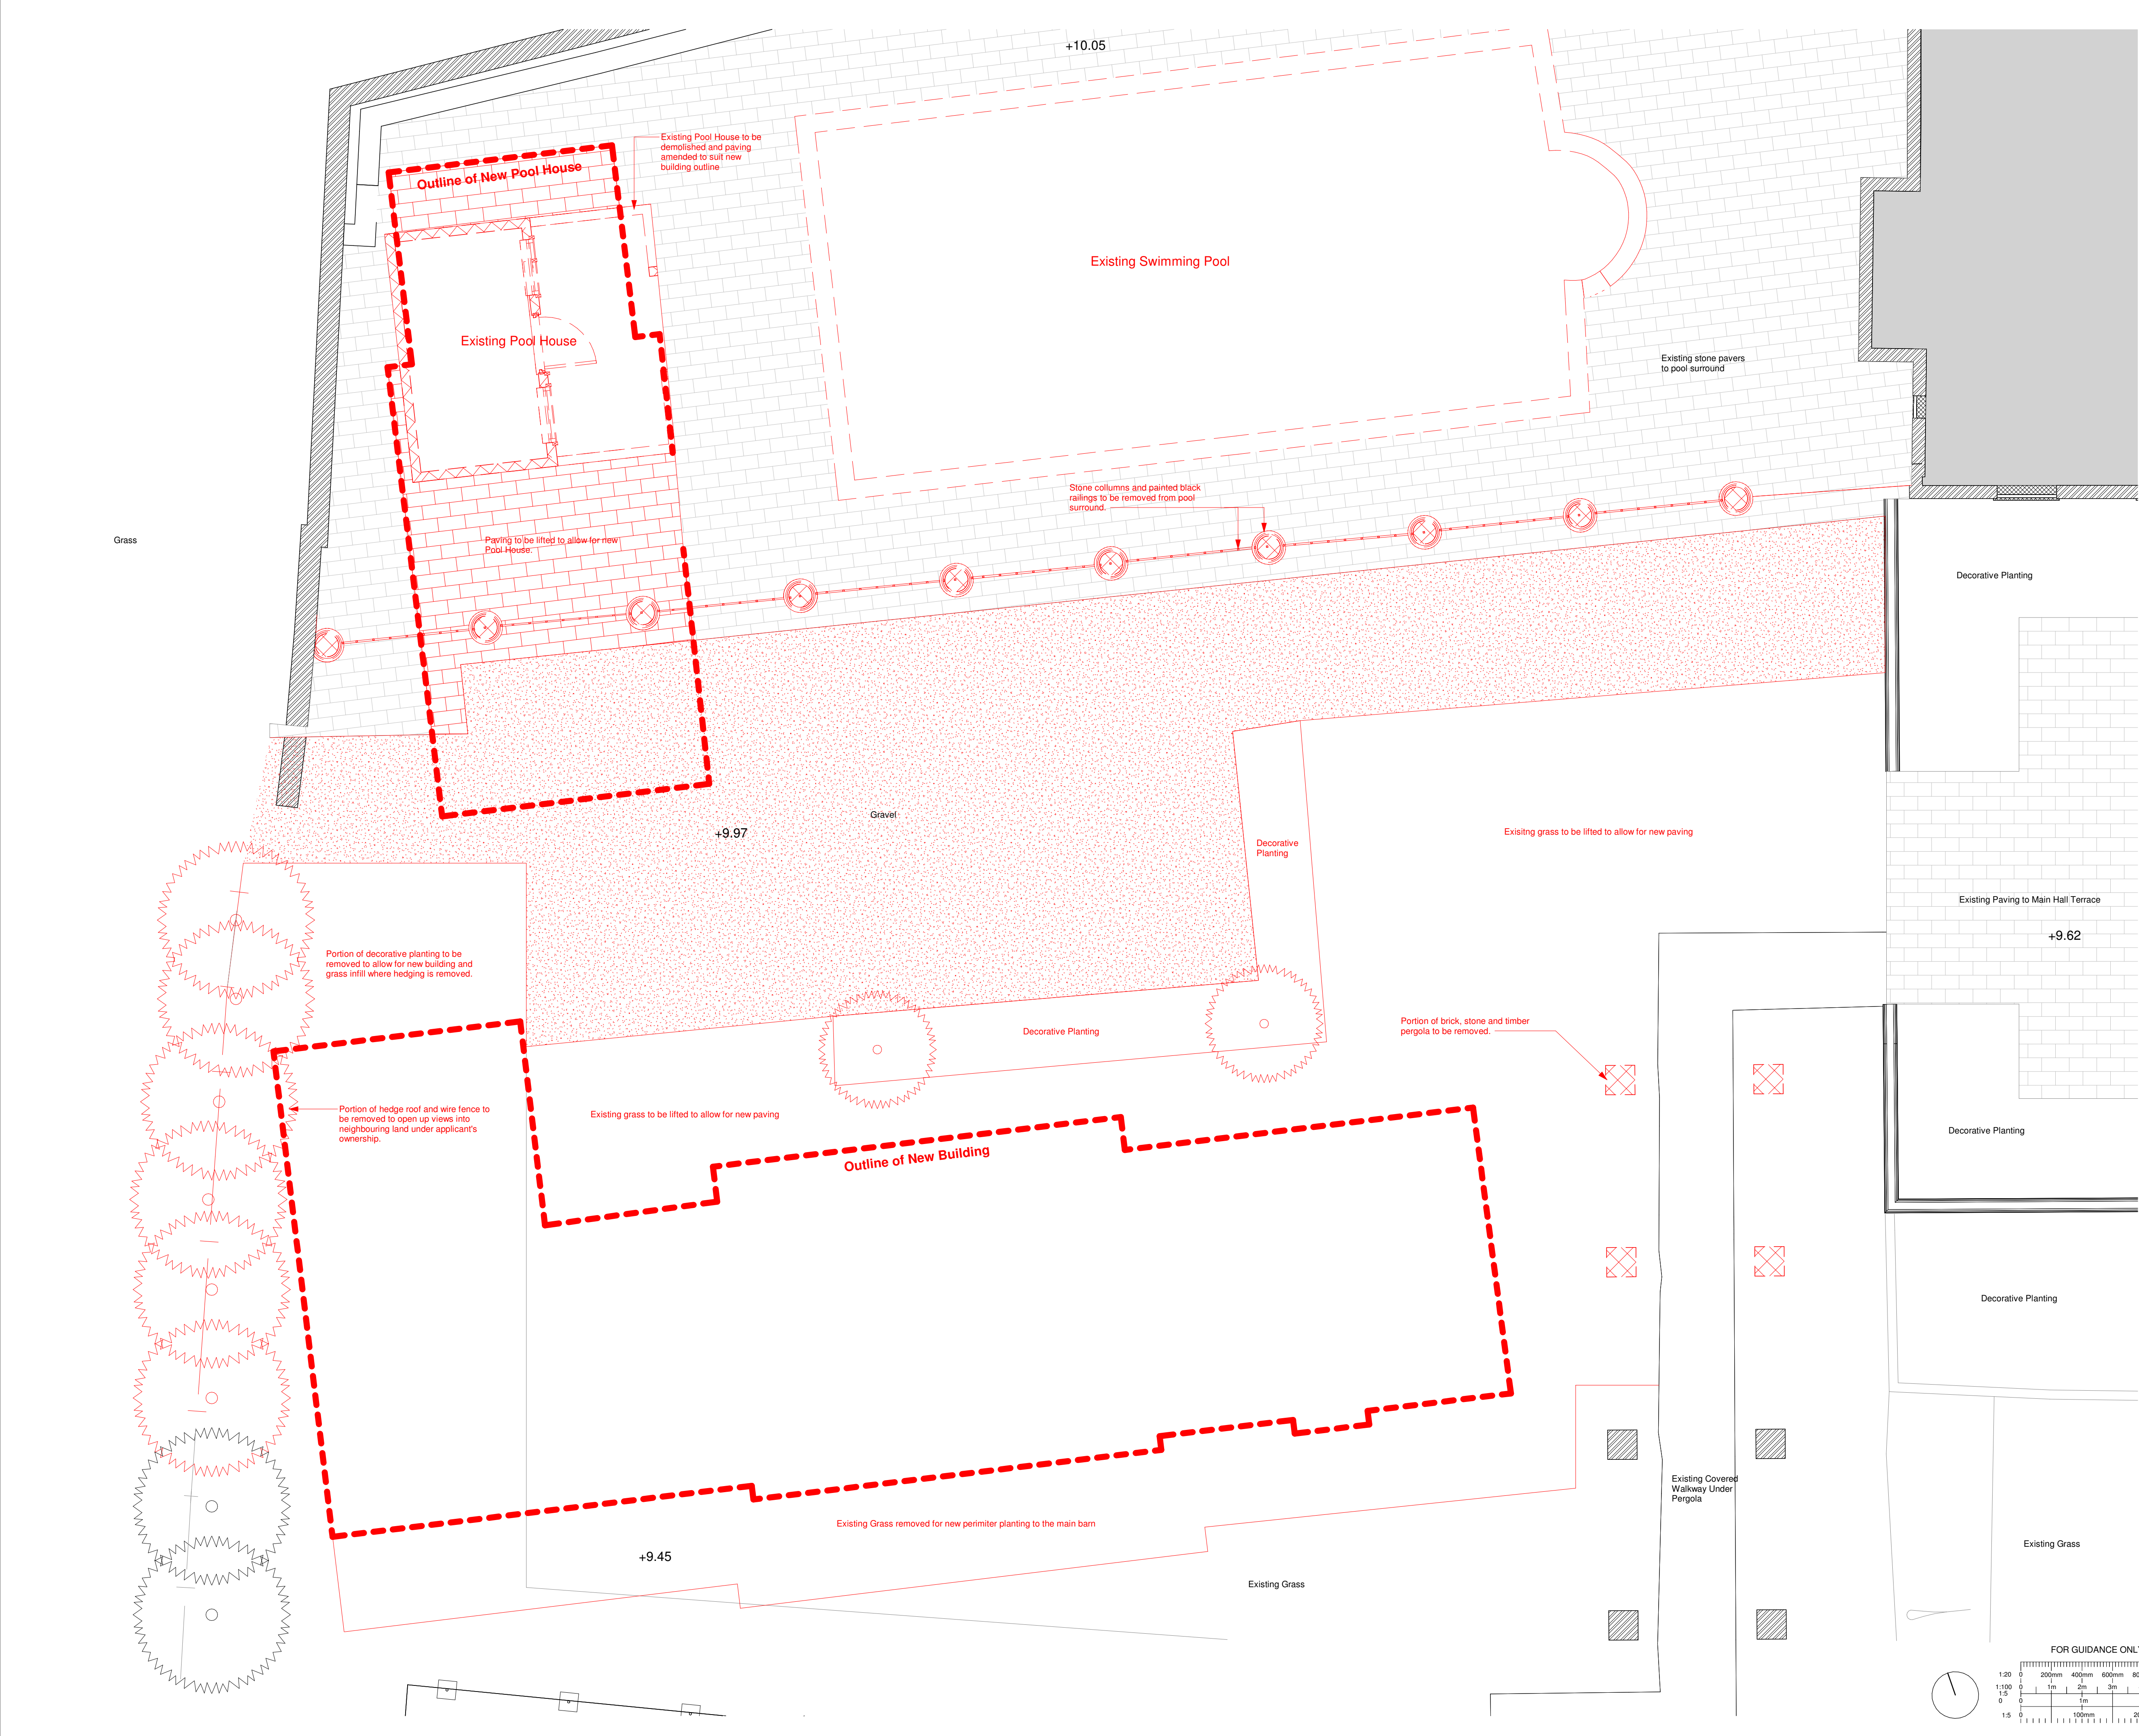 +10.05
Existing Pool House to be
demolished and paving
amended to suit new
building outline
Outline of New Pool House
Existing Swimming Pool
Existing Pool House
Existing stone pavers
to pool surround
Stone collumns and painted black
railings to be removed from pool
surround.
Grass
Paving to be lifted to allow for new
Pool House.
Decorative Planting
Gravel
+9.97
Exisitng grass to be lifted to allow for new paving
Decorative
Planting
Existing Paving to Main Hall Terrace
+9.62
Portion of decorative planting to be
removed to allow for new building and
grass infill where hedging is removed.
Decorative Planting
Portion of brick, stone and timber
pergola to be removed.
Portion of hedge roof and wire fence to
be removed to open up views into
neighbouring land under applicant's
ownership.
Existing grass to be lifted to allow for new paving
Decorative Planting
Outline of New Building
Decorative Planting
Existing Covered
Walkway Under
Pergola
Existing Grass removed for new perimiter planting to the main barn
Existing Grass
+9.45
Existing Grass
FOR GUIDANCE ONLY
1:20 0 200mm 400mm 600mm
1:100 0 1m 2m 3m
1:5
0 0 1m
1:5 0 100mm